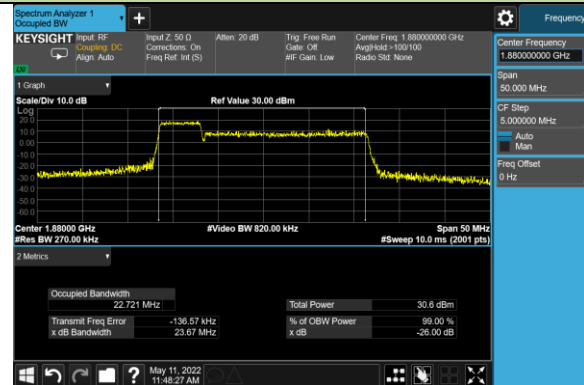 Spectrum Analyzer 1
Occupied BW
Frequency
KEYSIGHT
Input: RF
Coupling: DC
Align: Auto
Input Z: 50 Ω
Corrections: On
Freq Ref: Int (S)
Atten: 20 dB
Trig: Free Run
Gate: Off
#IF Gain: Low
Center Freq: 1.880000000 GHz
Avg|Hold:>100/100
Radio Std: None
LXI
Center Frequency
1.880000000 GHz
Span
50.000 MHz
CF Step
5.000000 MHz
Auto
Man
Freq Offset
0 Hz
1 Graph
Scale/Div 10.0 dB
Ref Value 30.00 dBm
Log
20.0
10.0
0.00
-10.0
-20.0
-30.0
-40.0
-50.0
-60.0
Center 1.88000 GHz
#Video BW 820.00 kHz
Span 50 MHz
#Res BW 270.00 kHz
#Sweep 10.0 ms (2001 pts)
2 Metrics
Occupied Bandwidth
22.721 MHz
Total Power
30.6 dBm
Transmit Freq Error
-136.57 kHz
% of OBW Power
99.00 %
x dB Bandwidth
23.67 MHz
x dB
-26.00 dB
?
May 11, 2022
11:48:27 AM